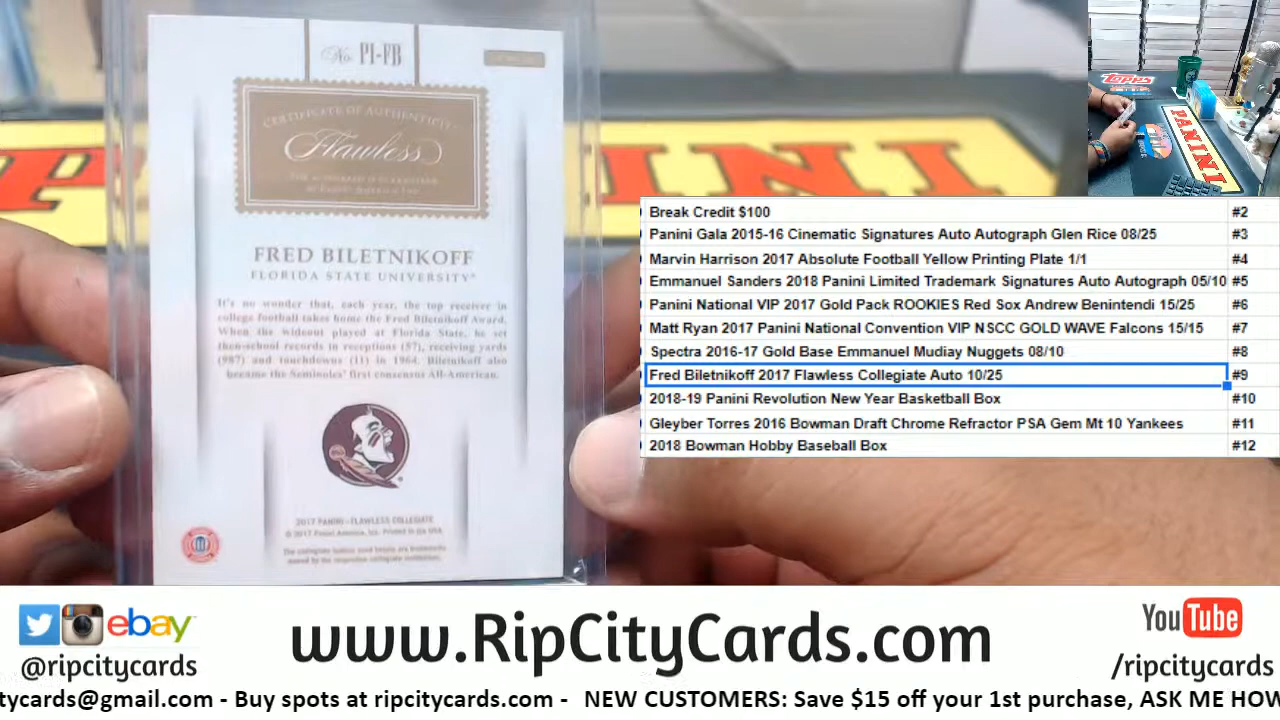 No. PI-FB
CERTIFICATE OF AUTHENTICITY
Flawless
FRED BILETNIKOFF
FLORIDA STATE UNIVERSITY
It's no wonder that, each year, the top receiver in
college football takes home the Fred Biletnikoff Award.
When the wideout played at Florida State, he set
then-school records in receptions (57), receiving yards
(987) and touchdowns (11) in 1964. Biletnikoff also
became the Seminoles' first consensus All-American.
2017 PANINI - FLAWLESS COLLEGIATE
© 2017 Panini America, Inc. Printed in the USA.
topps
PANINI
INI
Break Credit $100 #2
Panini Gala 2015-16 Cinematic Signatures Auto Autograph Glen Rice 08/25 #3
Marvin Harrison 2017 Absolute Football Yellow Printing Plate 1/1 #4
Emmanuel Sanders 2018 Panini Limited Trademark Signatures Auto Autograph 05/10 #5
Panini National VIP 2017 Gold Pack ROOKIES Red Sox Andrew Benintendi 15/25 #6
Matt Ryan 2017 Panini National Convention VIP NSCC GOLD WAVE Falcons 15/15 #7
Spectra 2016-17 Gold Base Emmanuel Mudiay Nuggets 08/10 #8
Fred Biletnikoff 2017 Flawless Collegiate Auto 10/25 #9
2018-19 Panini Revolution New Year Basketball Box #10
Gleyber Torres 2016 Bowman Draft Chrome Refractor PSA Gem Mt 10 Yankees #11
2018 Bowman Hobby Baseball Box #12
ebay
@ripcitycards
www.RipCityCards.com
YouTube
/ripcitycards
tycards@gmail.com - Buy spots at ripcitycards.com - NEW CUSTOMERS: Save $15 off your 1st purchase, ASK ME HOW